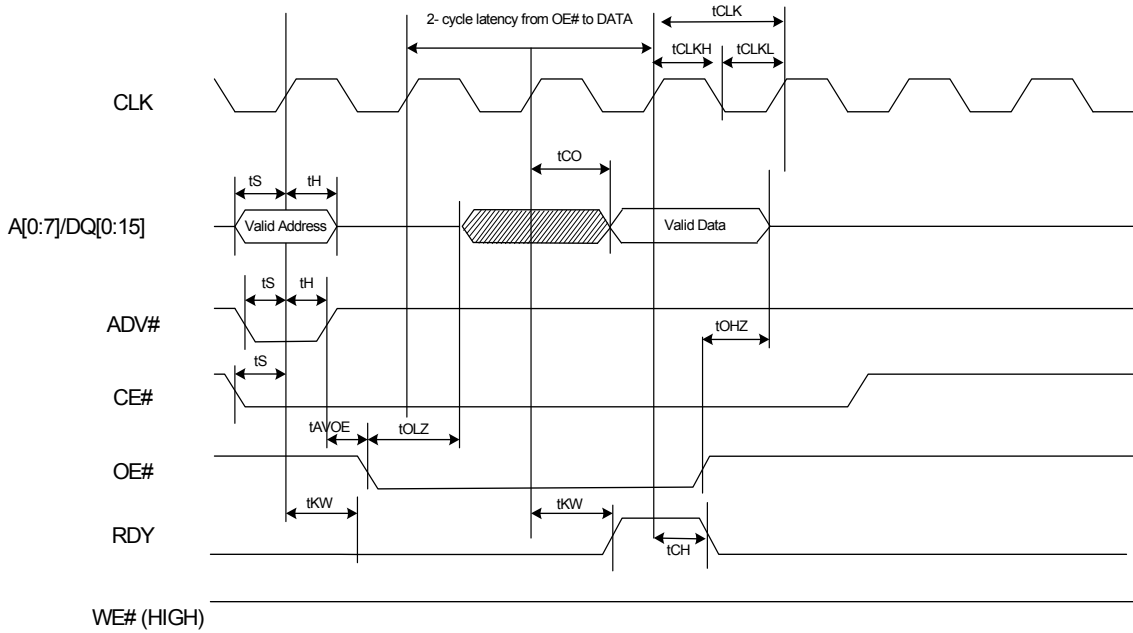 2- cycle latency from OE# to DATA
tCLK
tCLKH
tCLKL
CLK
tCO
tS
tH
A[0:7]/DQ[0:15]
Valid Address
Valid Data
tS
tH
ADV#
tOHZ
tS
CE#
tAVOE
tOLZ
OE#
tKW
tKW
RDY
tCH
WE# (HIGH)